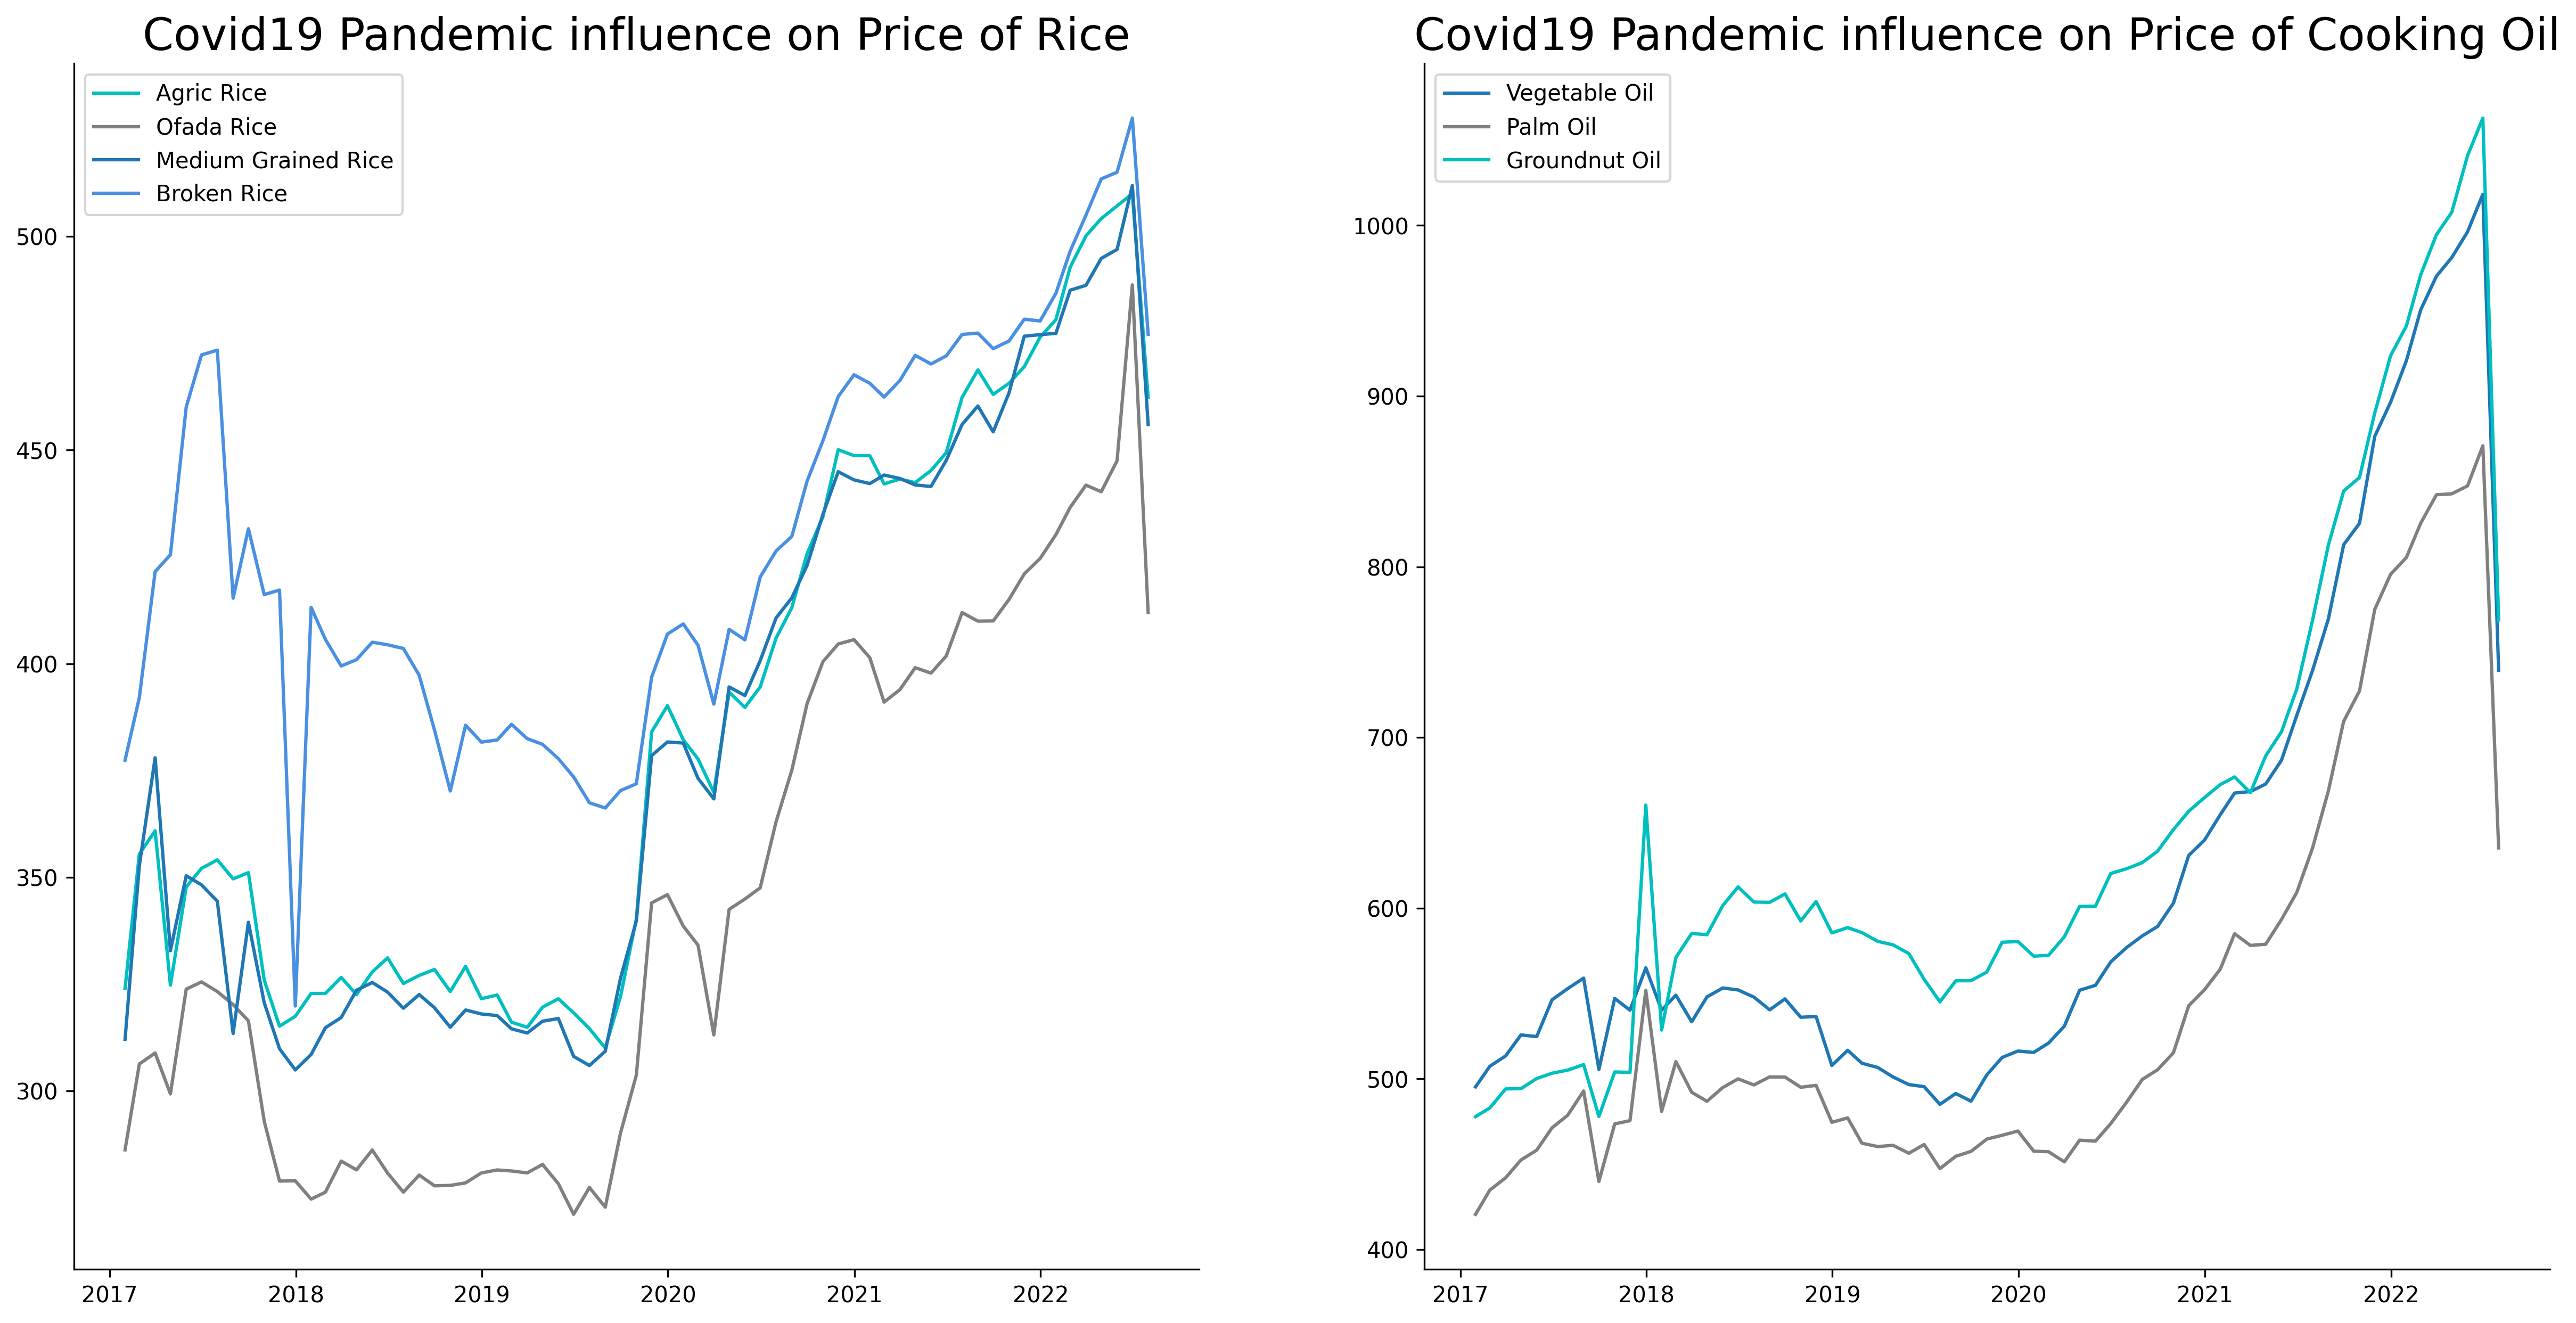 Covid19 Pandemic influence on Price of Rice
Agric Rice
Ofada Rice
Medium Grained Rice
Broken Rice
500
450
400
350
300
2017 2018 2019 2020 2021 2022
Covid19 Pandemic influence on Price of Cooking Oil
Vegetable Oil
Palm Oil
Groundnut Oil
1000
900
800
700
600
500
400
2017 2018 2019 2020 2021 2022